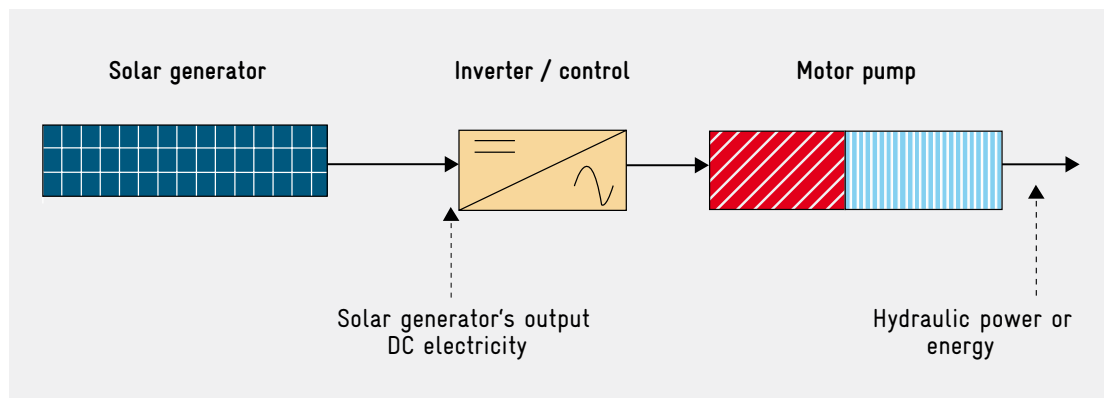 Solar generator
Inverter / control
Motor pump
Solar generator's output
DC electricity
Hydraulic power or
energy